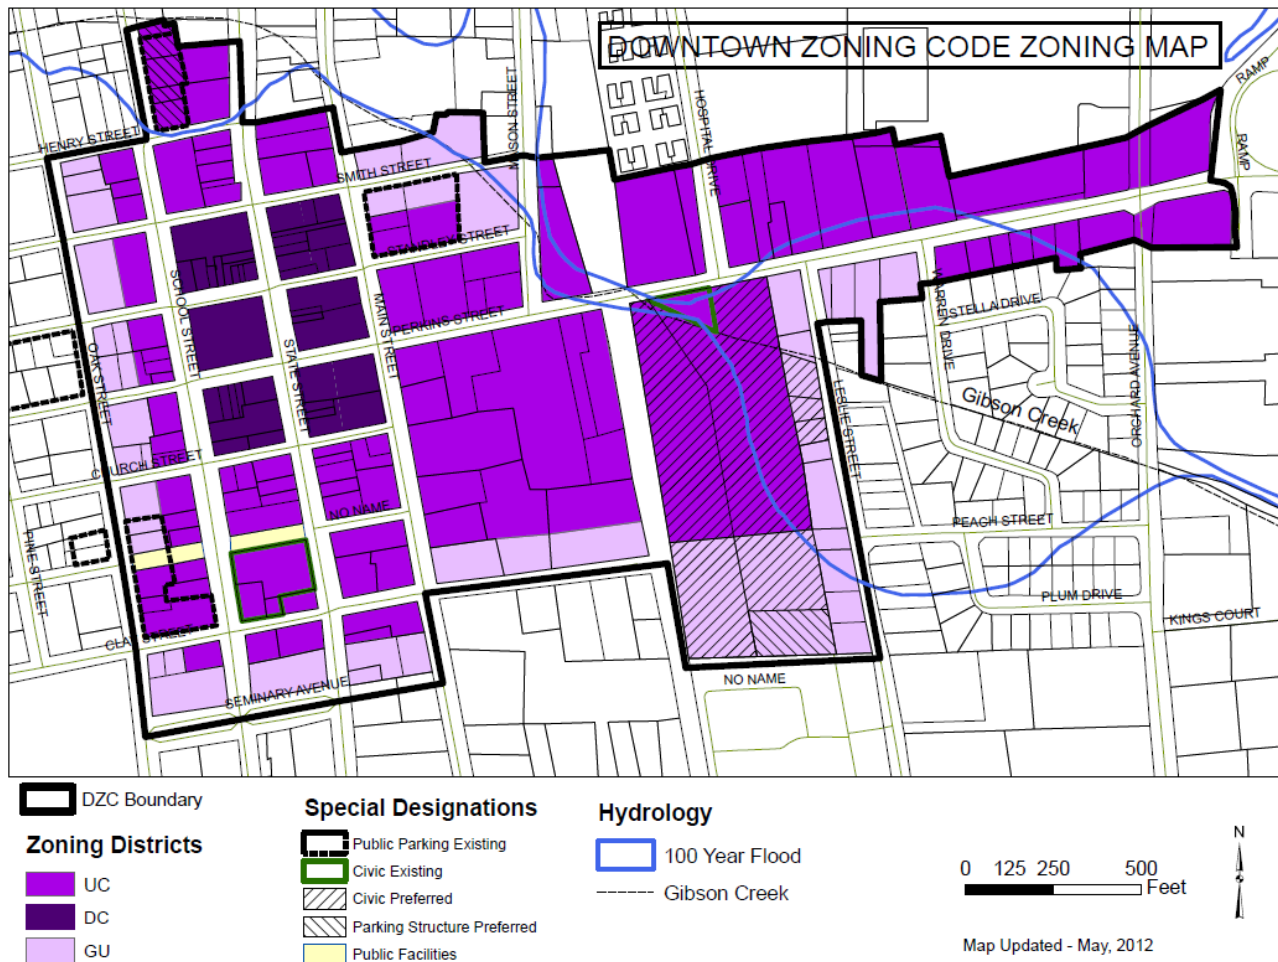 DOWNTOWN ZONING CODE ZONING MAP
RAMP
RAMP
HENRY STREET
MASON STREET
HOSPITAL DRIVE
SMITH STREET
STANDLEY STREET
SCHOOL STREET
MAIN STREET
PERKINS STREET
STATE STREET
OAK STREET
WARREN DRIVE
STELLA DRIVE
ORCHARD AVENUE
LESLIE STREET
Gibson Creek
CHURCH STREET
NO NAME
PEACH STREET
PINE STREET
PLUM DRIVE
KINGS COURT
CLAY STREET
SEMINARY AVENUE
NO NAME
DZC Boundary
Zoning Districts
UC
DC
GU
Special Designations
Public Parking Existing
Civic Existing
Civic Preferred
Parking Structure Preferred
Public Facilities
Hydrology
100 Year Flood
Gibson Creek
N
0 125 250 500
Feet
Map Updated - May, 2012